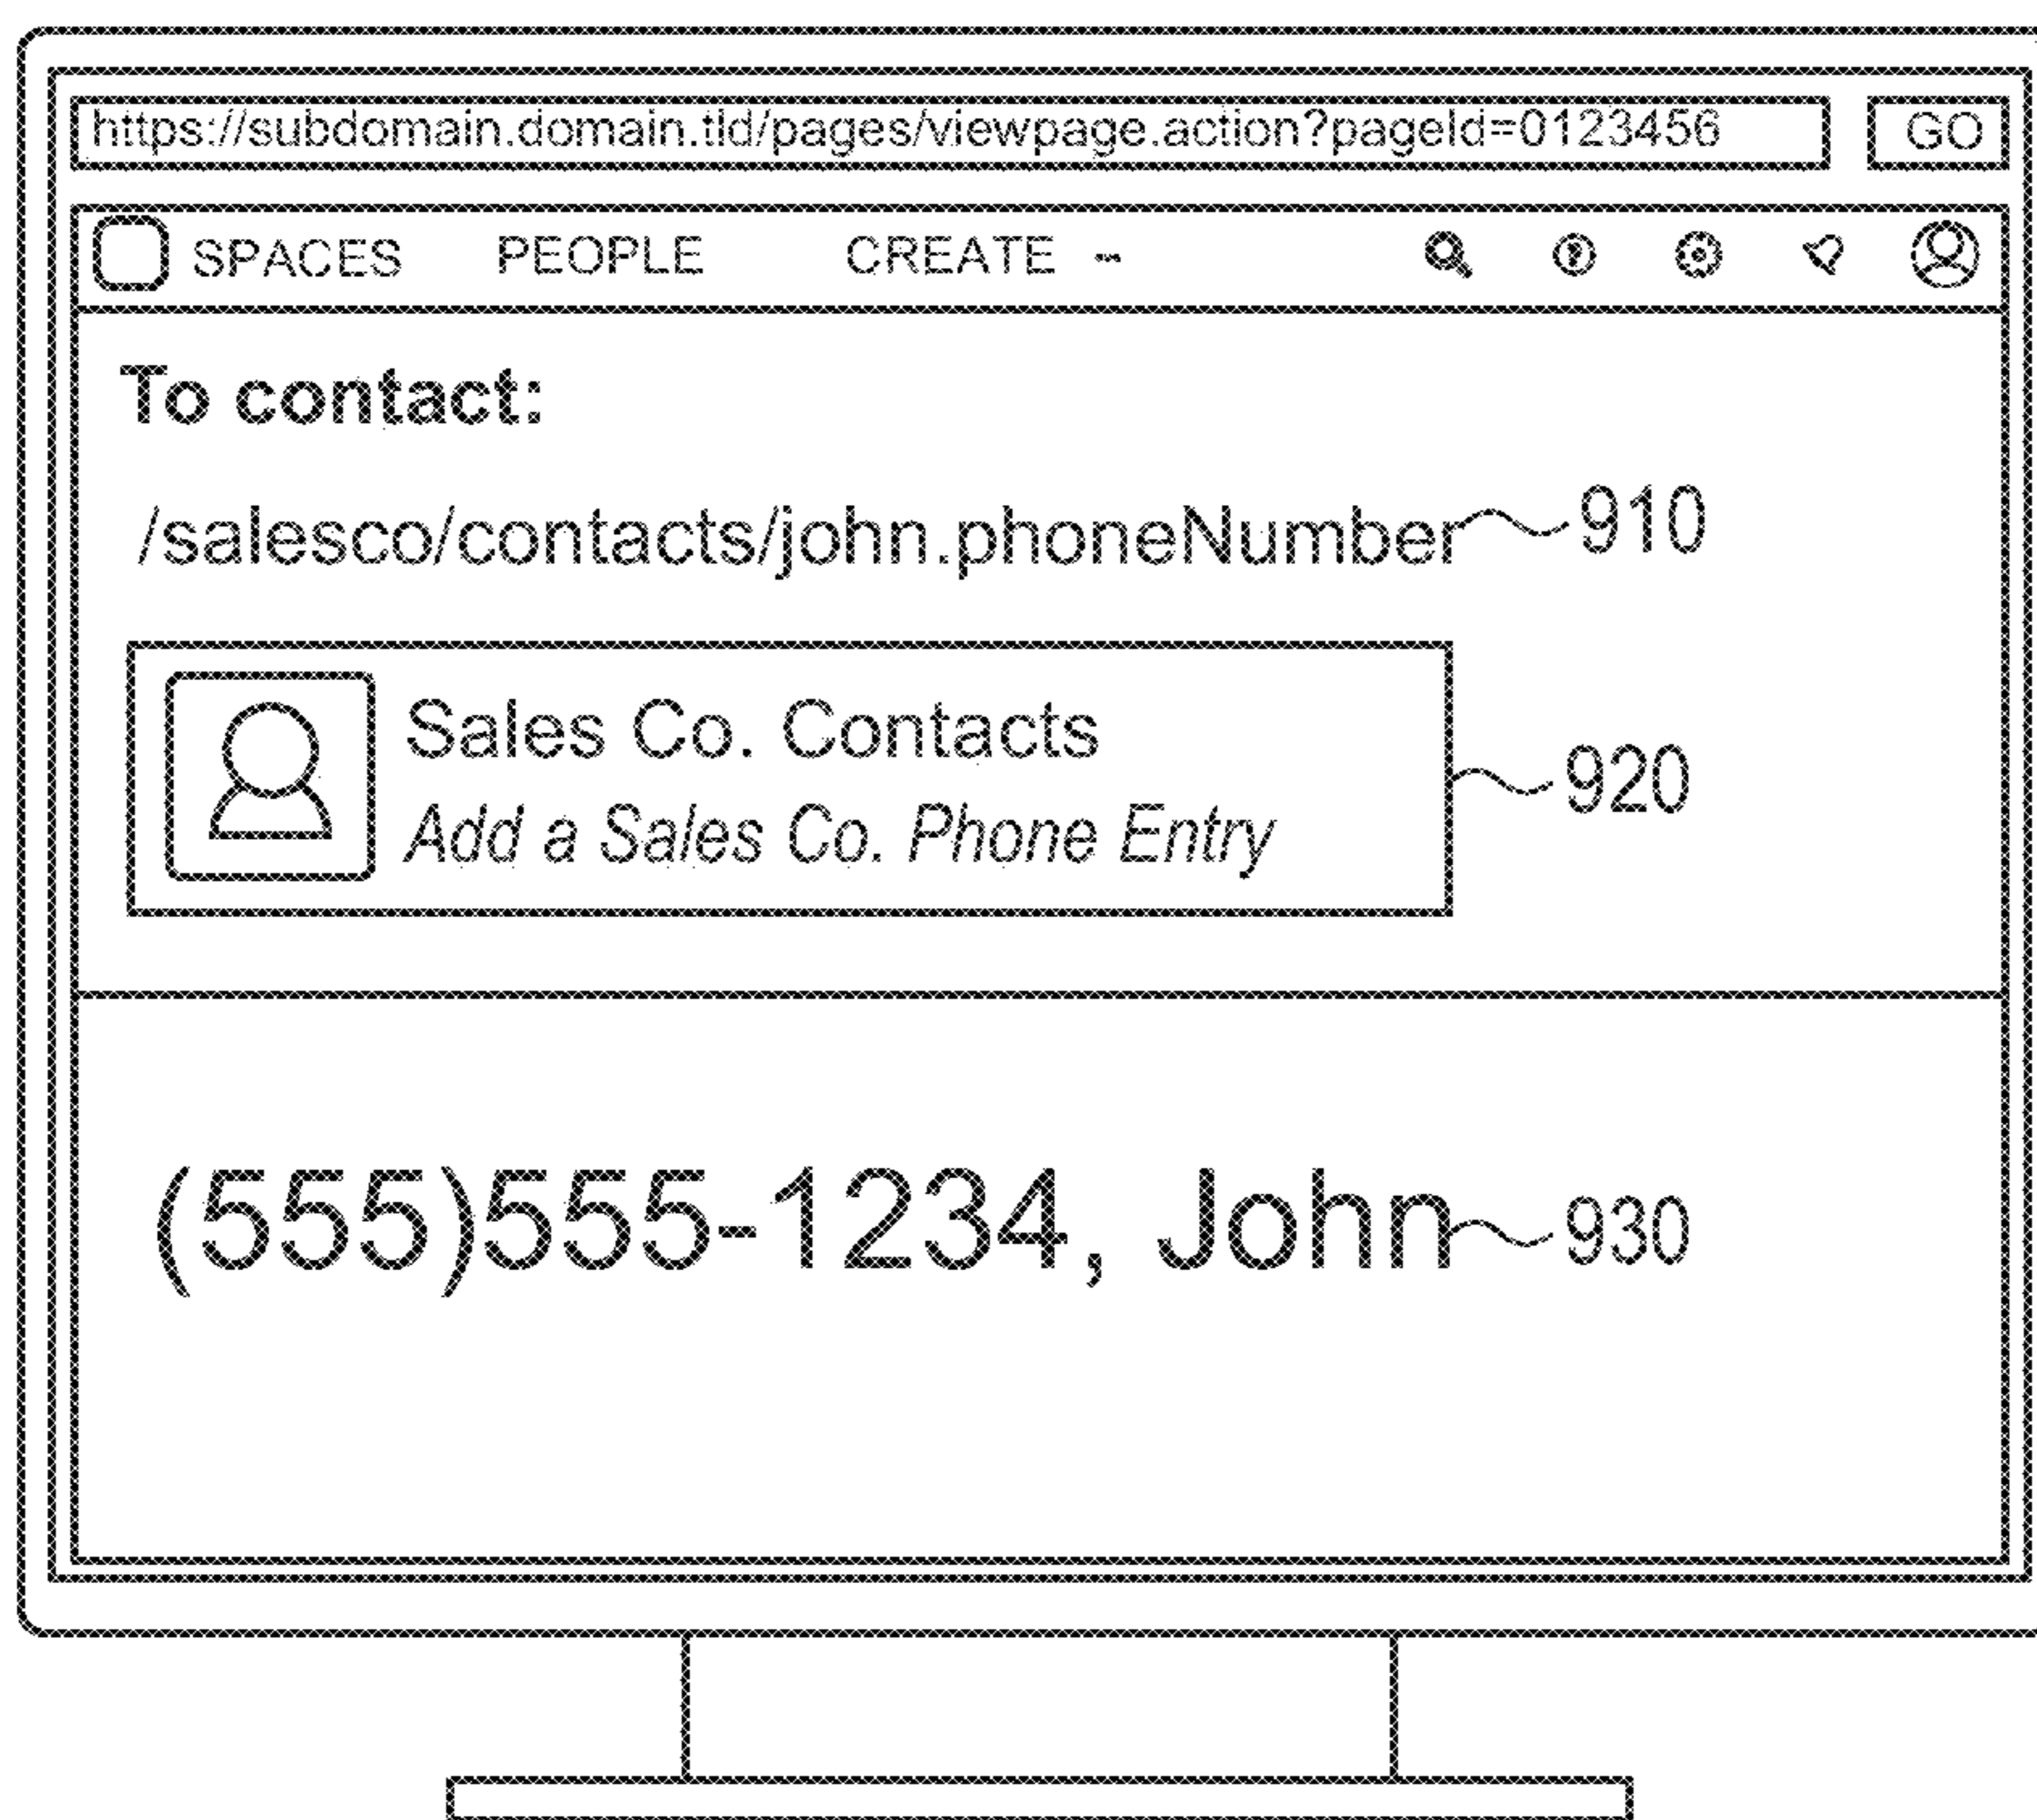 https://subdomain.domain.tld/pages/viewpage.action?pageId=0123456 GO
SPACES PEOPLE CREATE ···
To contact:
/salesco/contacts/john.phoneNumber 910
Sales Co. Contacts
Add a Sales Co. Phone Entry
920
(555)555-1234, John 930